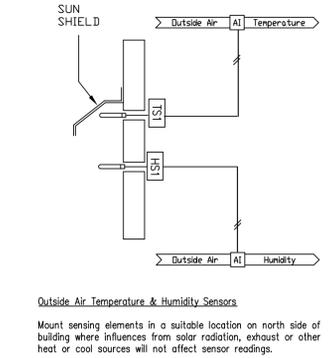 SUN
SHIELD
Outside Air AI Temperature
TS1
HS1
Outside Air AI Humidity
Outside Air Temperature & Humidity Sensors
Mount sensing elements in a suitable location on north side of
building where influences from solar radiation, exhaust or other
heat or cool sources will not affect sensor readings.